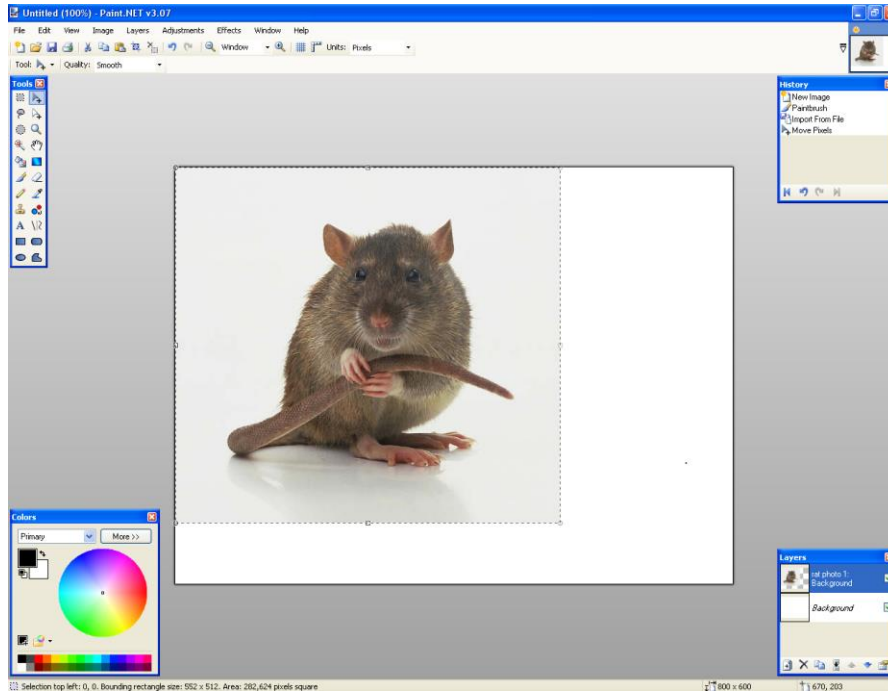 Untitled (100%) - Paint.NET v3.07
File Edit View Image Layers Adjustments Effects Window Help
Window Units: Pixels
Tool: Quality: Smooth
Tools
History
New Image
Paintbrush
Import From File
Move Pixels
A
Colors
Primary More >>
Layers
rat photo 1:
Background
Background
Selection top left: 0, 0. Bounding rectangle size: 552 x 512. Area: 282,624 pixels square 800 x 600 670, 203